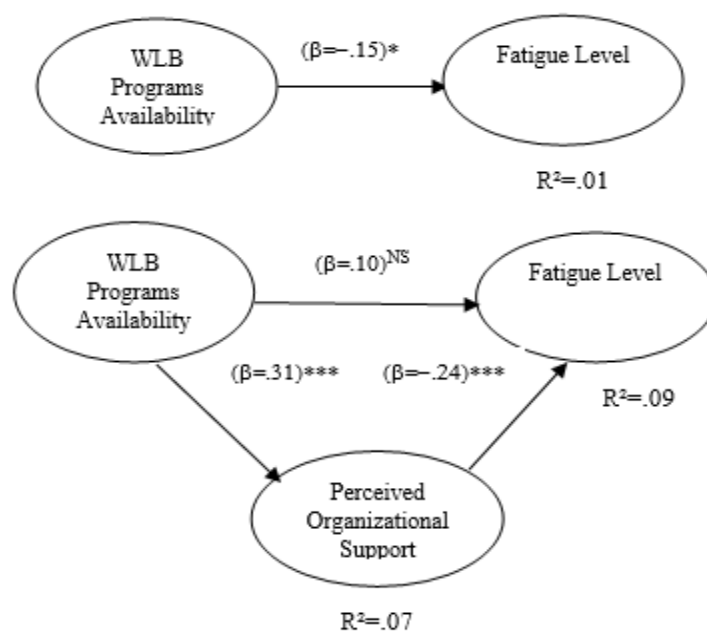 WLB
Programs
Availability
(β=−.15)*
Fatigue Level
R²=.01
WLB
Programs
Availability
(β=.10)NS
Fatigue Level
(β=.31)***
(β=−.24)***
R²=.09
Perceived
Organizational
Support
R²=.07